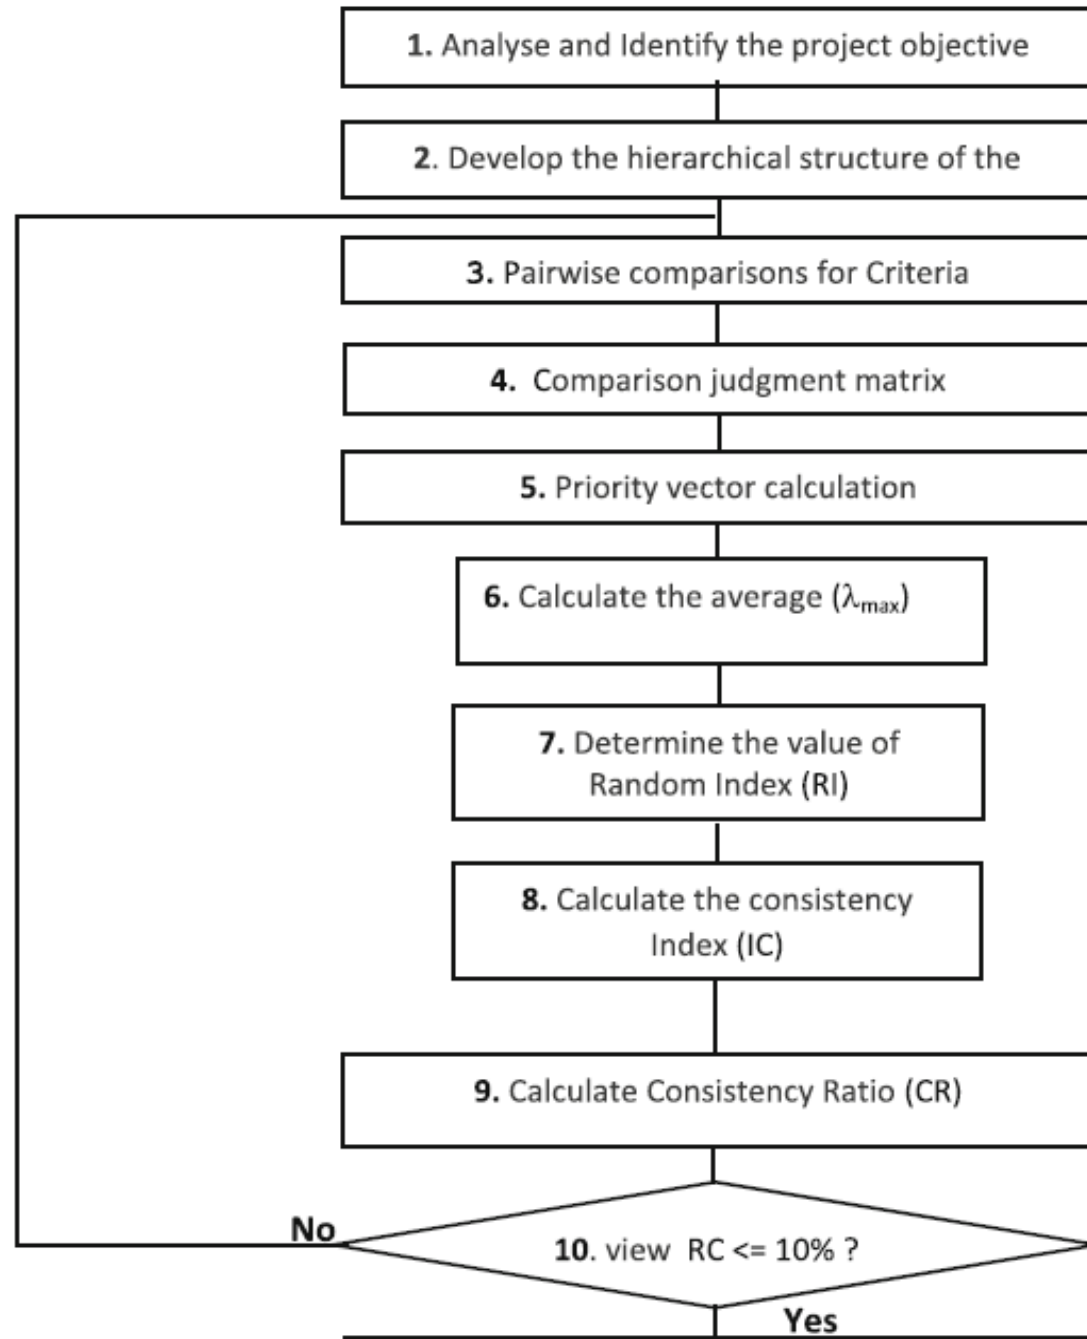 1. Analyse and Identify the project objective
2. Develop the hierarchical structure of the
3. Pairwise comparisons for Criteria
4. Comparison judgment matrix
5. Priority vector calculation
6. Calculate the average (λmax)
7. Determine the value of
Random Index (RI)
8. Calculate the consistency
Index (IC)
9. Calculate Consistency Ratio (CR)
No
10. view RC <= 10% ?
Yes